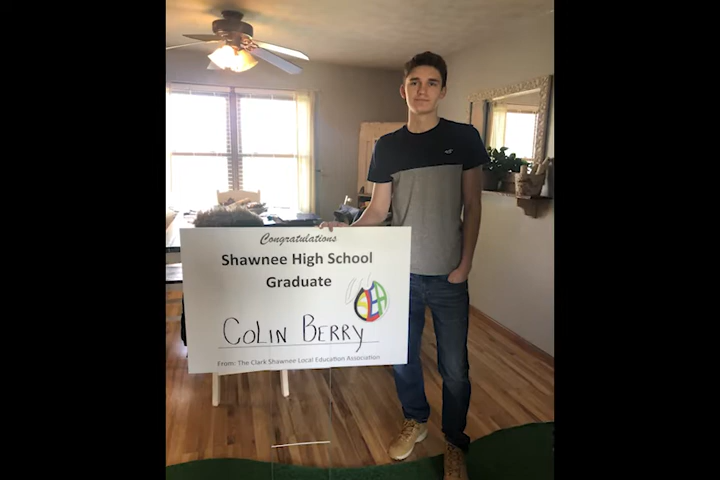 Congratulations
Shawnee High School
Graduate
COLIN BERRY
From: The Clark Shawnee Local Education Association